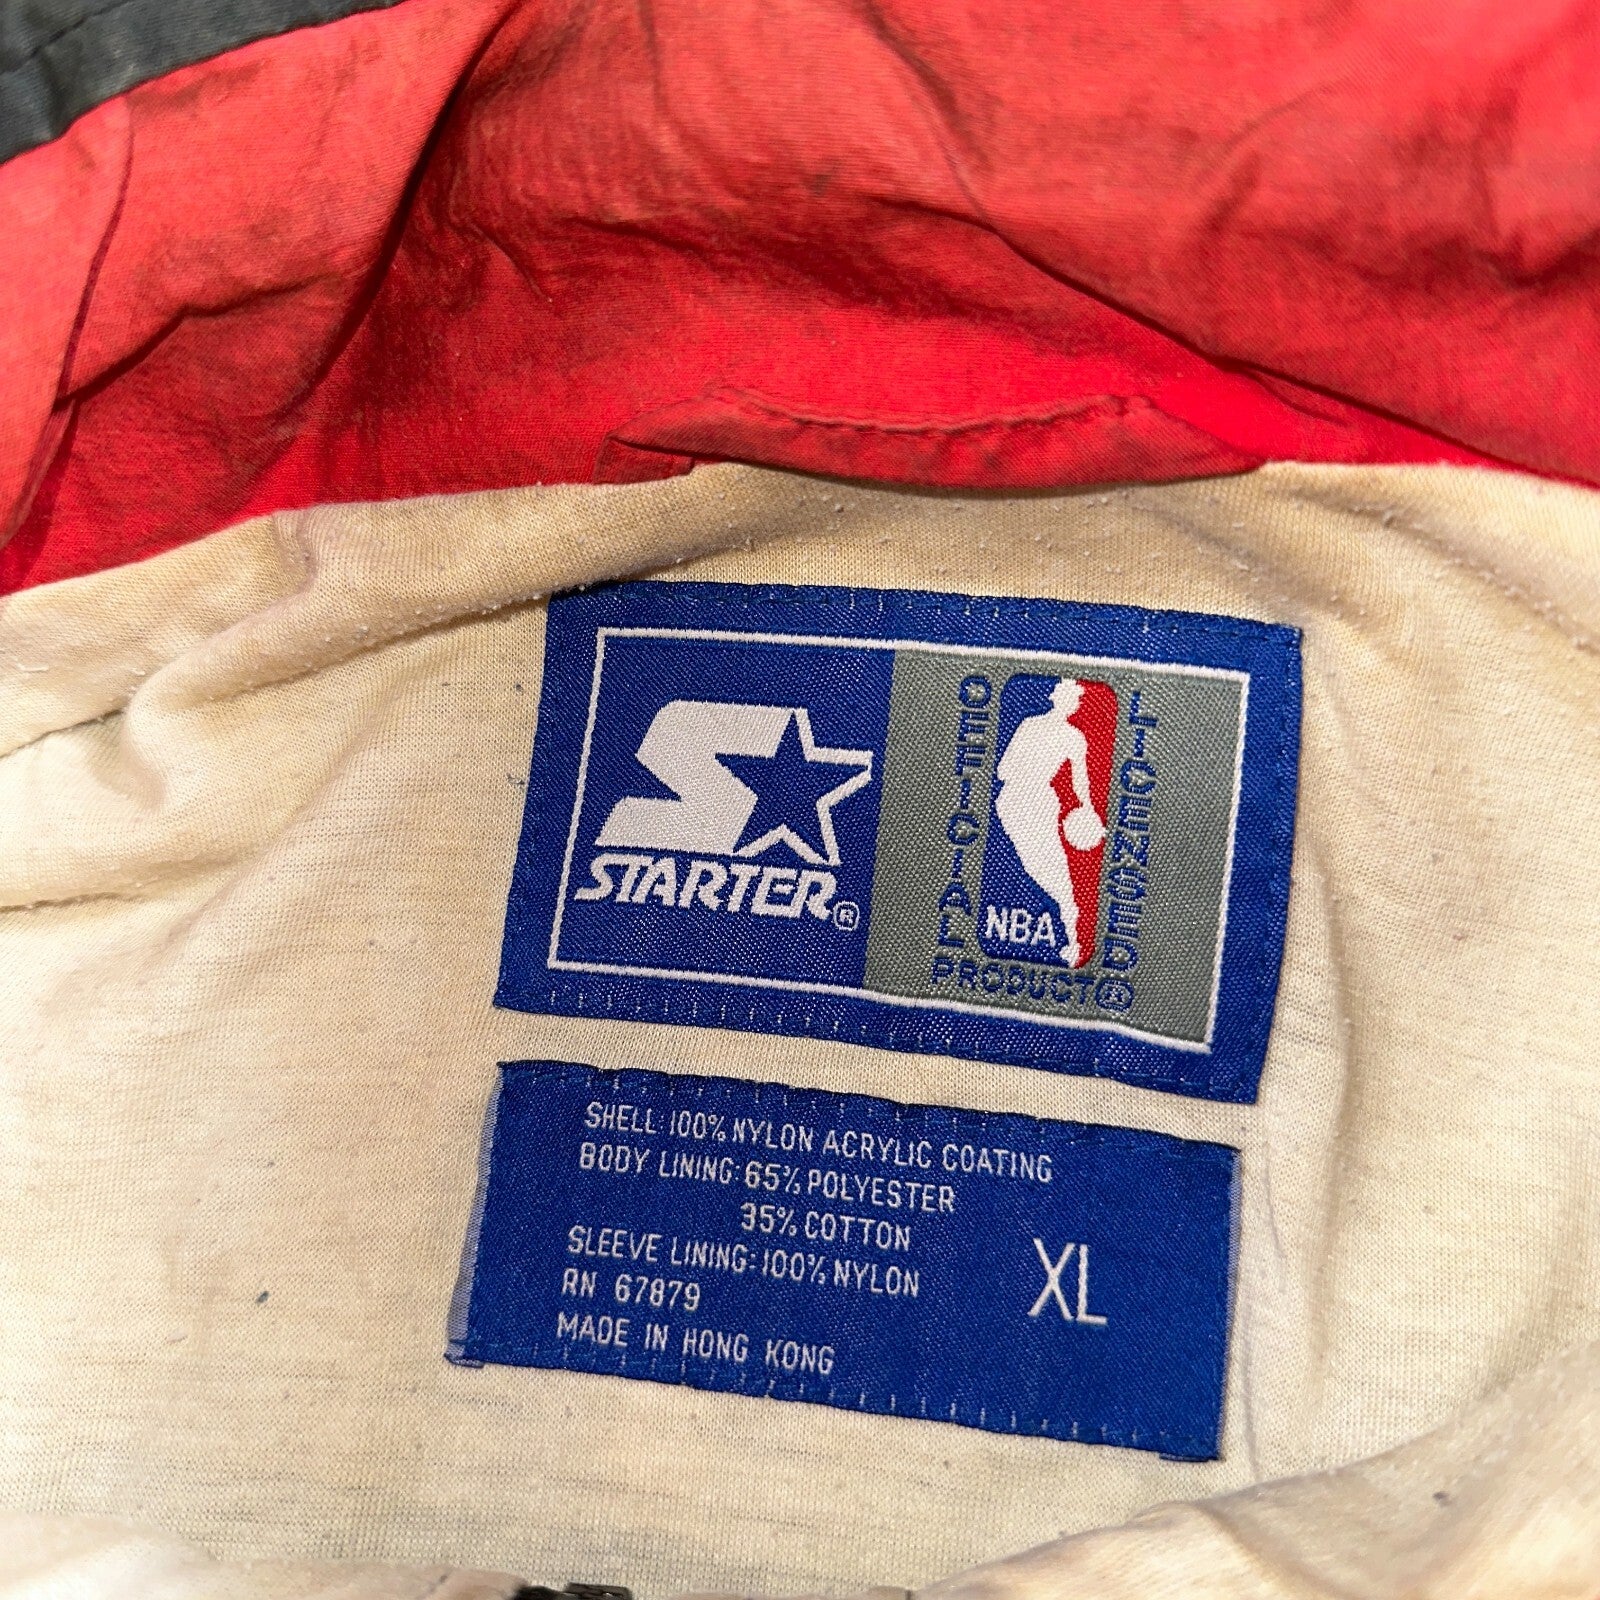 STARTER®
OFFICIAL
NBA
LICENSED
PRODUCT®
SHELL: 100% NYLON ACRYLIC COATING
BODY LINING: 65% POLYESTER
35% COTTON
SLEEVE LINING: 100% NYLON
RN 67879
MADE IN HONG KONG
XL